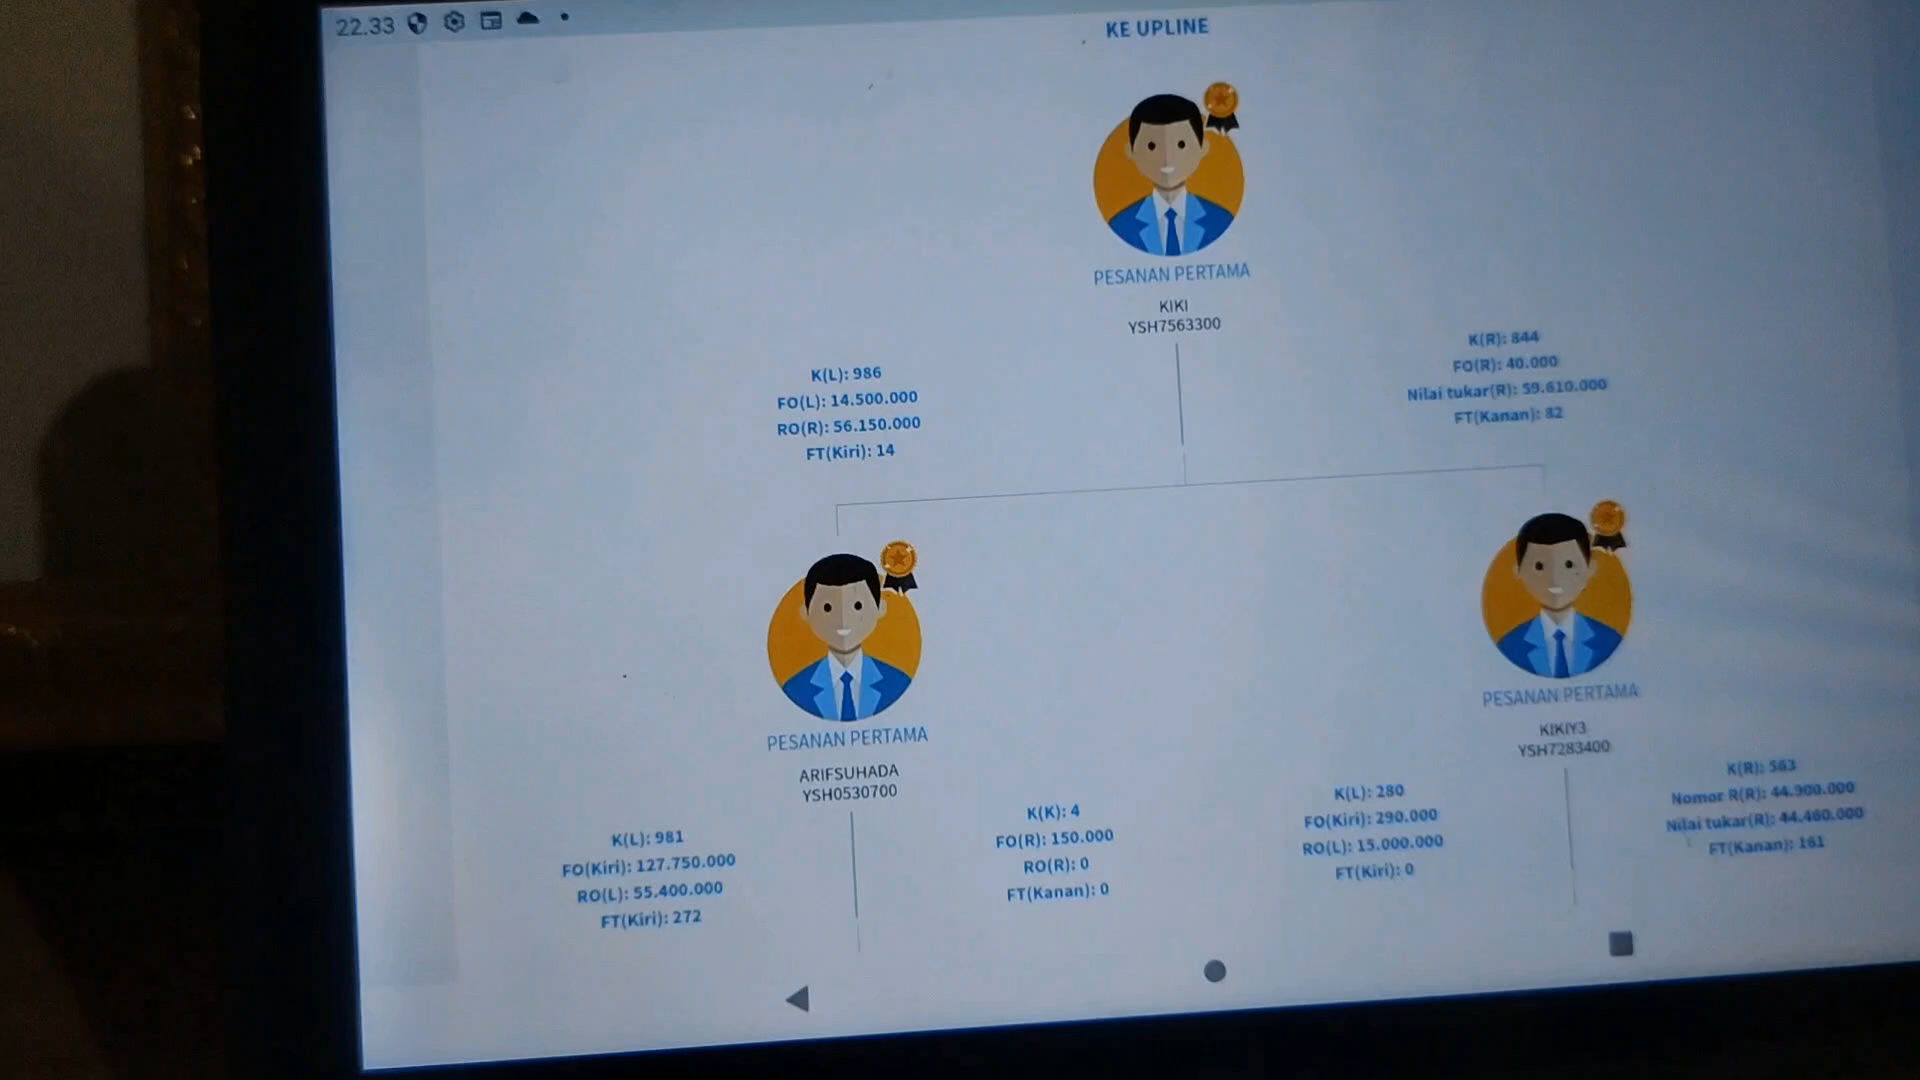 22.33
KE UPLINE
PESANAN PERTAMA
KIKI
YSH7563300
K(L): 986
FO(L): 14.500.000
RO(R): 56.150.000
FT(Kiri): 14
K(R): 844
FO(R): 40.000
Nilai tukar(R): 59.610.000
FT(Kanan): 82
PESANAN PERTAMA
ARIFSUHADA
YSH0530700
K(L): 981
FO(Kiri): 127.750.000
RO(L): 55.400.000
FT(Kiri): 272
K(K): 4
FO(R): 150.000
RO(R): 0
FT(Kanan): 0
PESANAN PERTAMA
KIKIY3
YSH7283400
K(L): 280
FO(Kiri): 290.000
RO(L): 15.000.000
FT(Kiri): 0
K(R): 563
Nomor R(R): 44.900.000
Nilai tukar(R): 44.460.000
FT(Kanan): 161